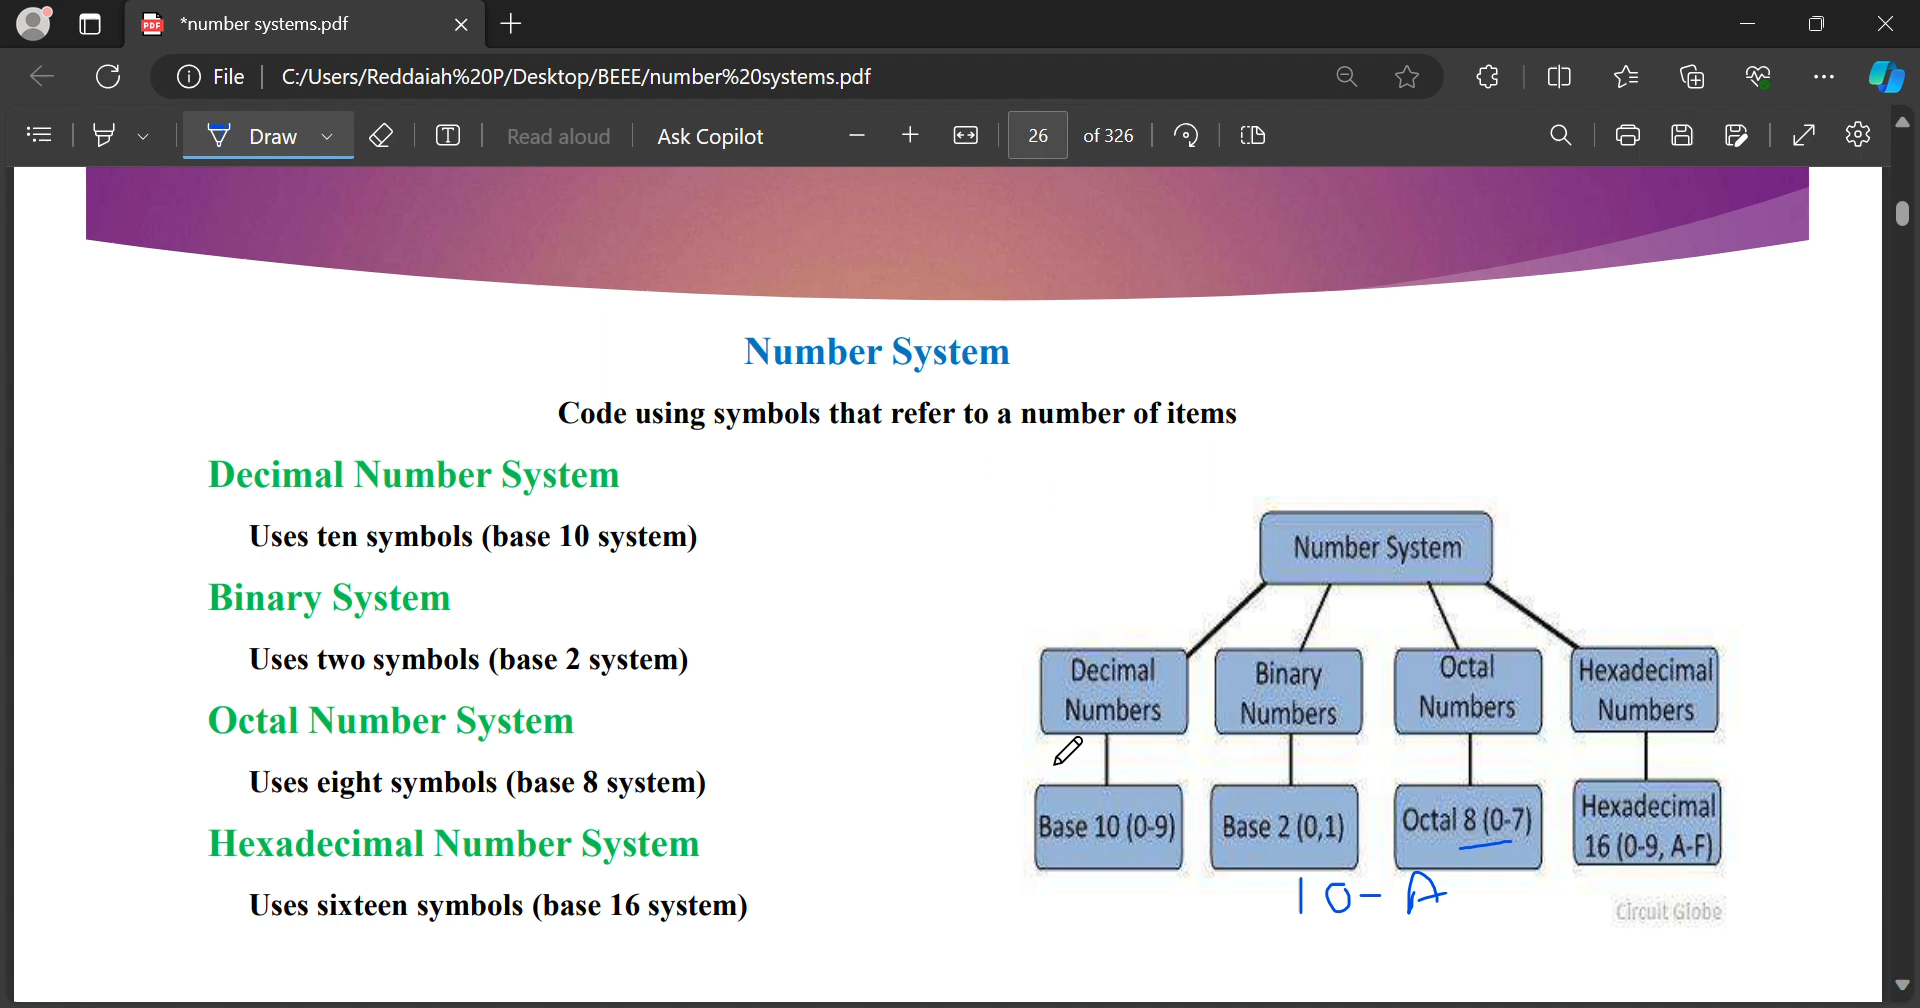 *number systems.pdf
File
C:/Users/Reddaiah%20P/Desktop/BEEE/number%20systems.pdf
Draw
Read aloud
Ask Copilot
26
of 326
Number System
Code using symbols that refer to a number of items
Decimal Number System
Uses ten symbols (base 10 system)
Binary System
Uses two symbols (base 2 system)
Octal Number System
Uses eight symbols (base 8 system)
Hexadecimal Number System
Uses sixteen symbols (base 16 system)
Number System
Decimal
Numbers
Binary
Numbers
Octal
Numbers
Hexadecimal
Numbers
Base 10 (0-9)
Base 2 (0,1)
Octal 8 (0-7)
Hexadecimal
16 (0-9, A-F)
10 - A
Circuit Globe